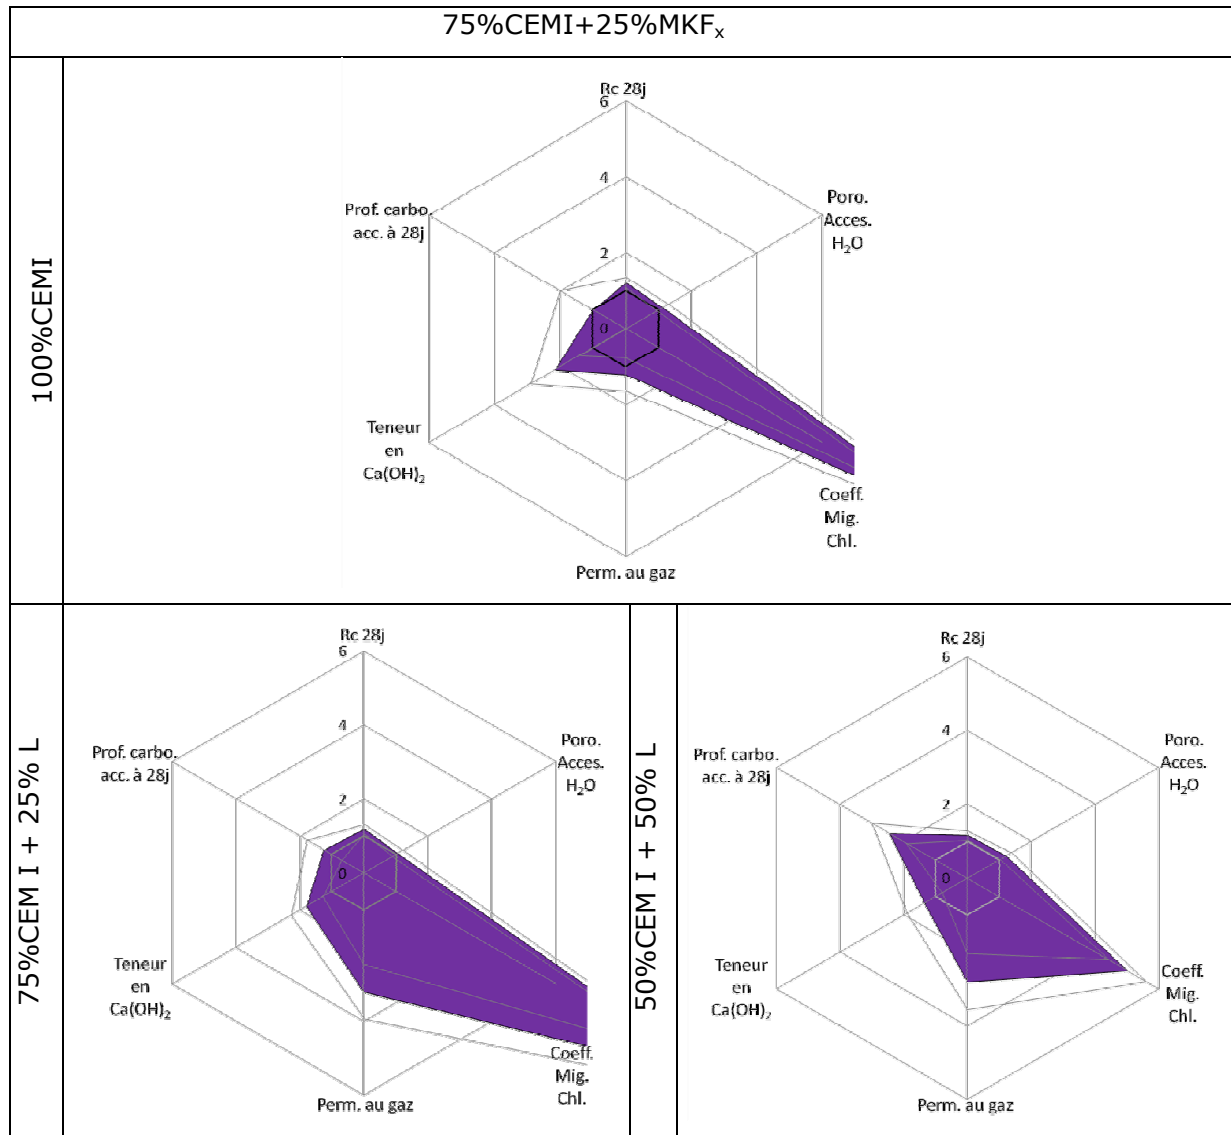 75%CEMI+25%MKFₓ
100%CEMI
Rc 28j
6
4
2
0
Poro.
Acces.
H₂O
Coeff.
Mig.
Chl.
Perm. au gaz
Teneur
en
Ca(OH)₂
Prof. carbo.
acc. à 28j
75%CEM I + 25% L
Rc 28j
6
4
2
0
Poro.
Acces.
H₂O
Coeff.
Mig.
Chl.
Perm. au gaz
Teneur
en
Ca(OH)₂
Prof. carbo.
acc. à 28j
50%CEM I + 50% L
Rc 28j
6
4
2
0
Poro.
Acces.
H₂O
Coeff.
Mig.
Chl.
Perm. au gaz
Teneur
en
Ca(OH)₂
Prof. carbo.
acc. à 28j